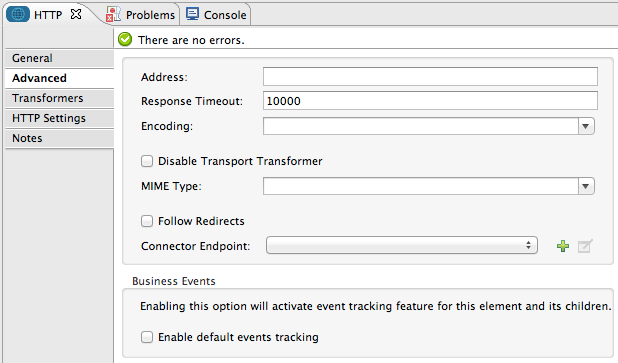 HTTP Problems Console
There are no errors.
General
Advanced
Transformers
HTTP Settings
Notes
Address:
Response Timeout: 10000
Encoding:
Disable Transport Transformer
MIME Type:
Follow Redirects
Connector Endpoint:
Business Events
Enabling this option will activate event tracking feature for this element and its children.
Enable default events tracking